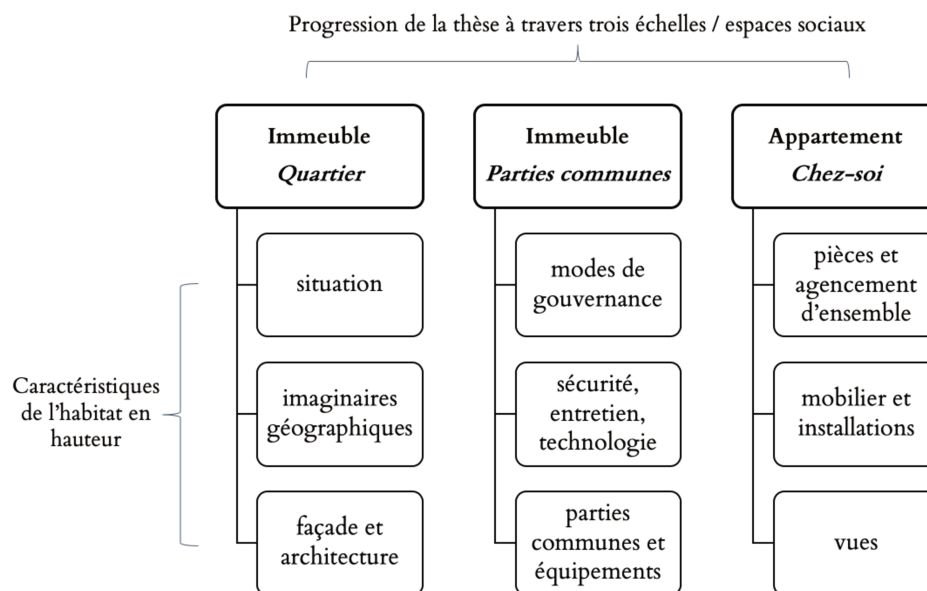 Progression de la thèse à travers trois échelles / espaces sociaux
Immeuble
Quartier
Immeuble
Parties communes
Appartement
Chez-soi
Caractéristiques
de l'habitat en
hauteur
situation
imaginaires
géographiques
façade et
architecture
modes de
gouvernance
sécurité,
entretien,
technologie
parties
communes et
équipements
pièces et
agencement
d'ensemble
mobilier et
installations
vues